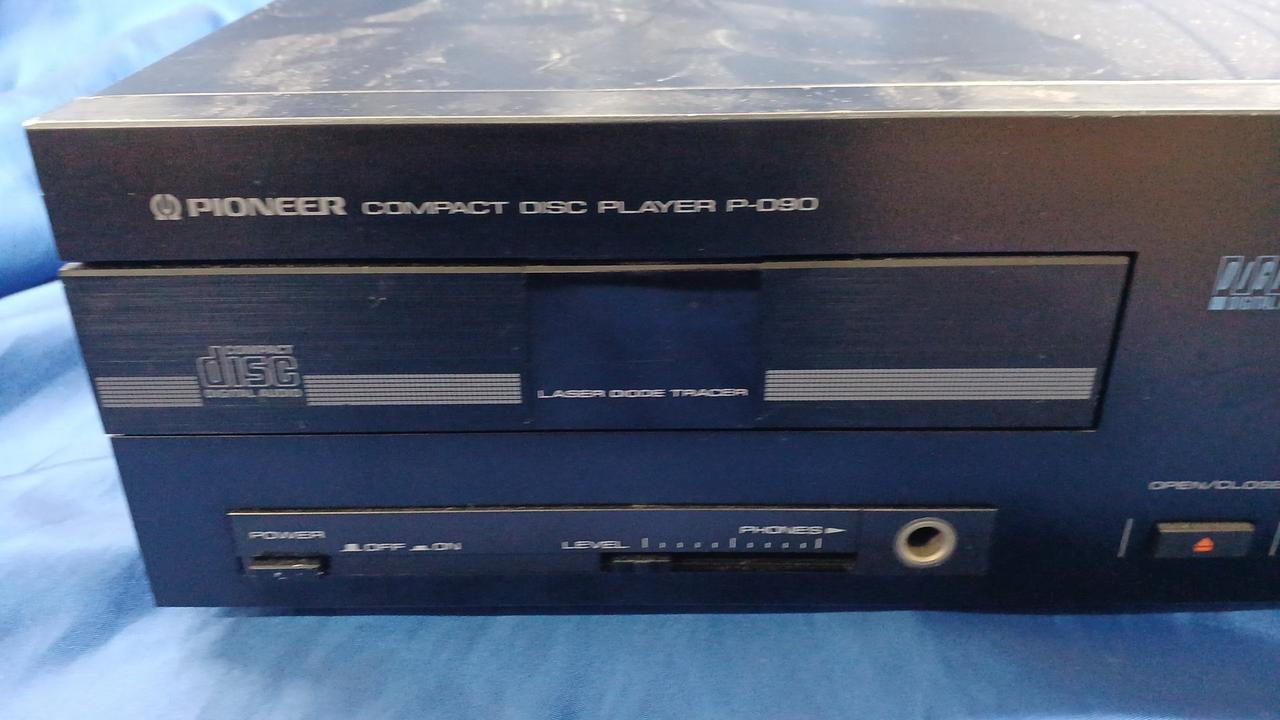 PIONEER COMPACT DISC PLAYER P-D90
COMPACT
disc
DIGITAL AUDIO
LASER DIODE TRACER
OPEN/CLOSE
POWER
OFF ON
LEVEL
PHONES